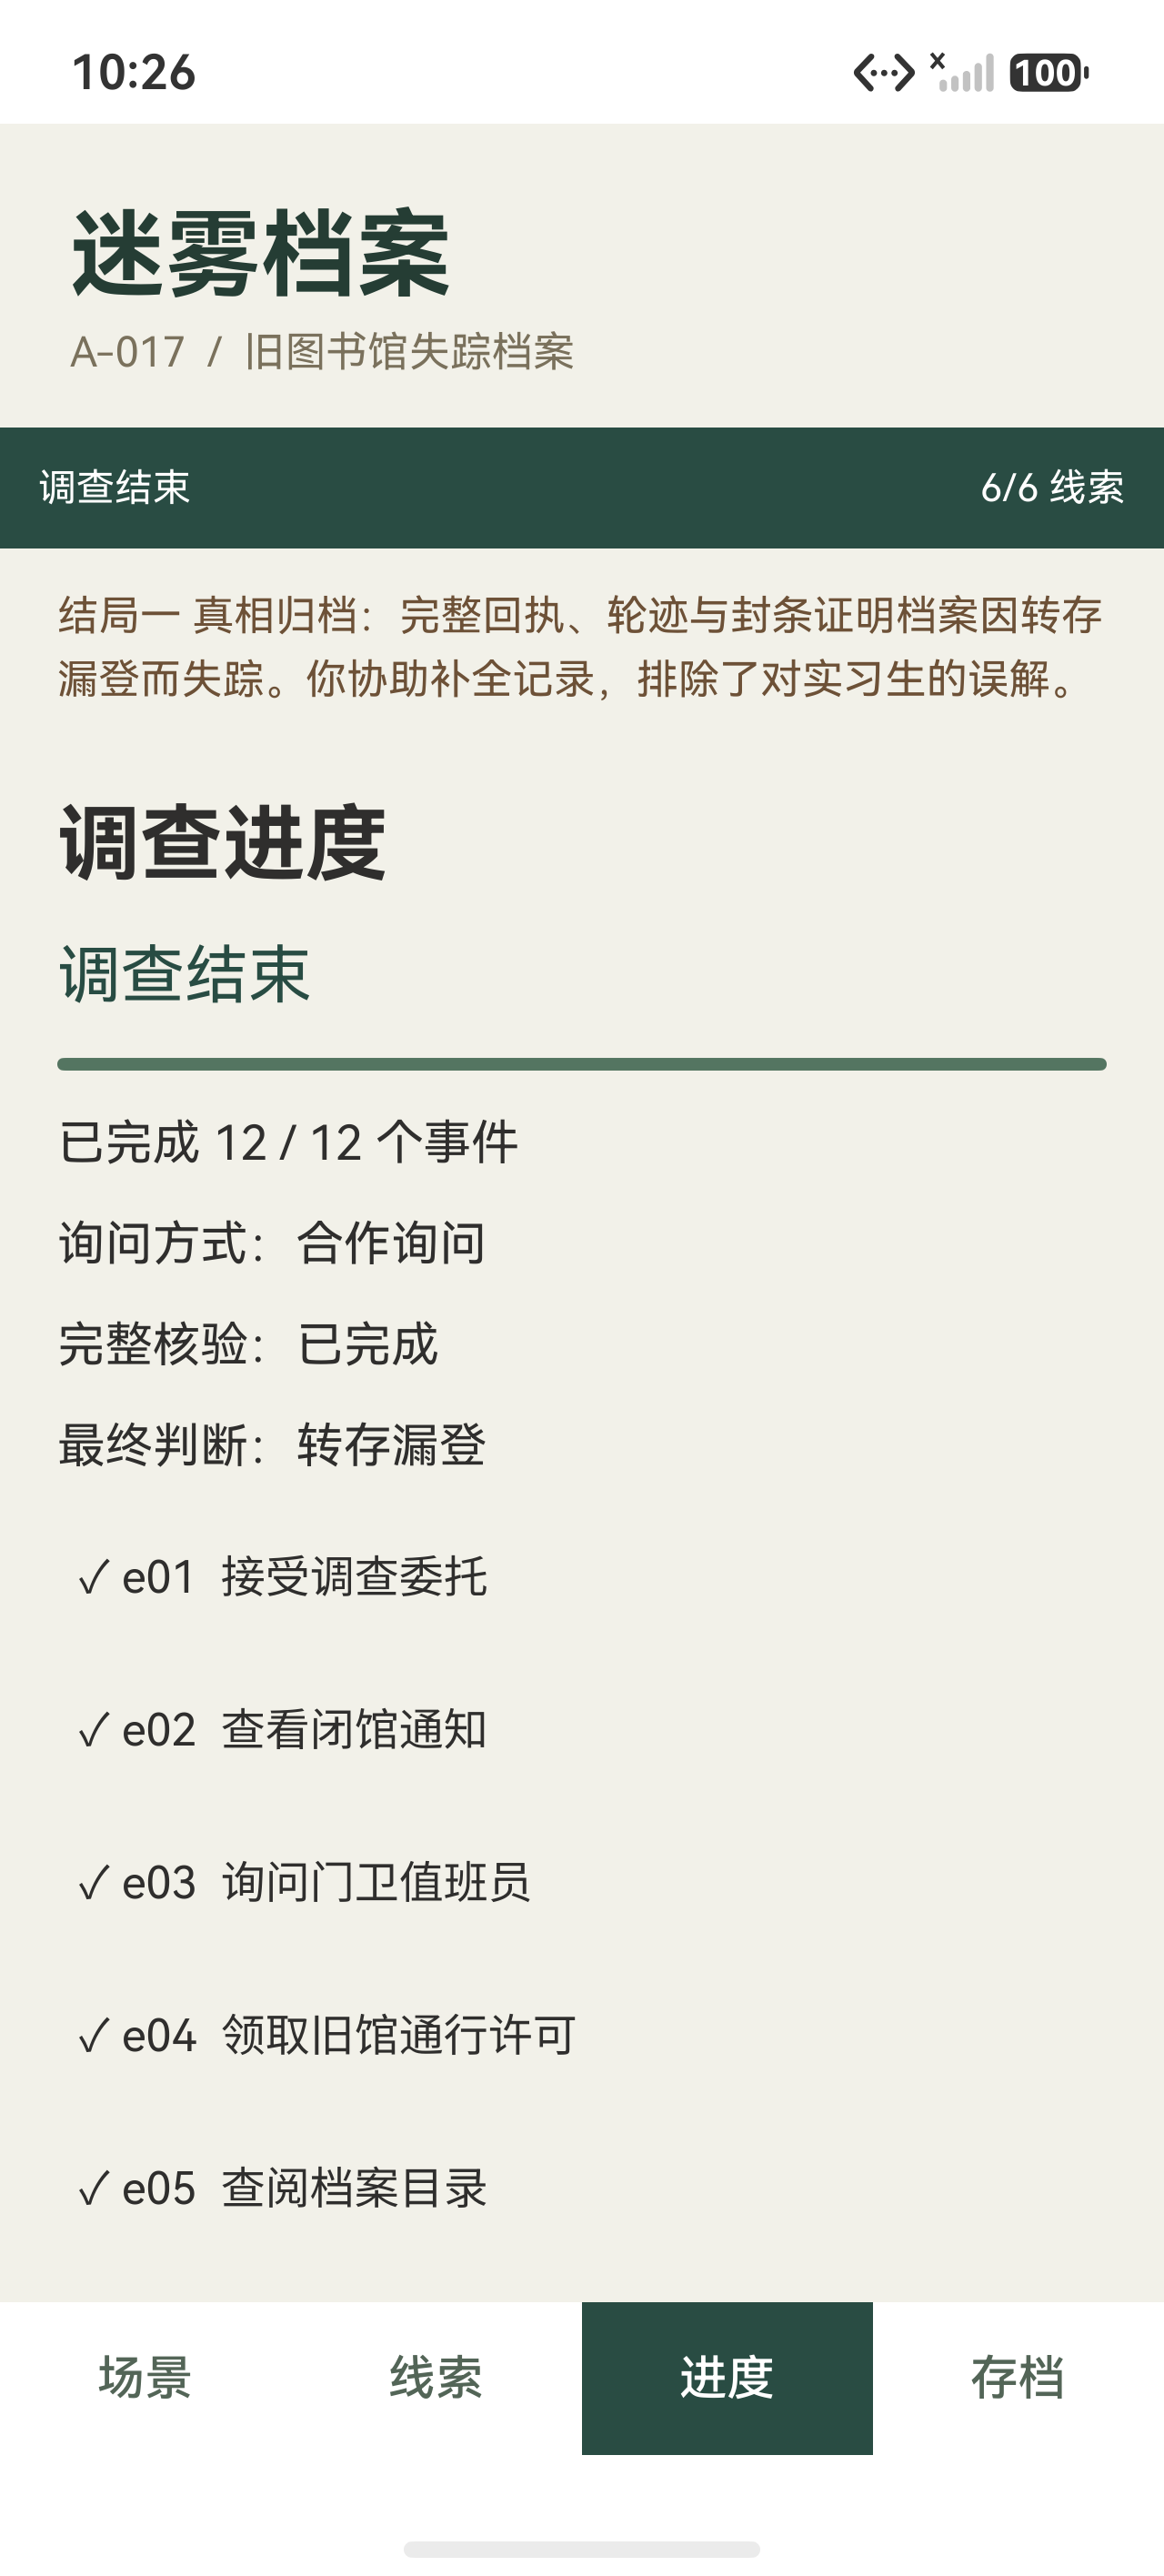 10:26
100
迷雾档案
A-017 / 旧图书馆失踪档案
调查结束
6/6 线索
结局一 真相归档：完整回执、轮迹与封条证明档案因转存
漏登而失踪。你协助补全记录，排除了对实习生的误解。
调查进度
调查结束
已完成 12 / 12 个事件
询问方式：合作询问
完整核验：已完成
最终判断：转存漏登
✓ e01 接受调查委托
✓ e02 查看闭馆通知
✓ e03 询问门卫值班员
✓ e04 领取旧馆通行许可
✓ e05 查阅档案目录
场景
线索
进度
存档